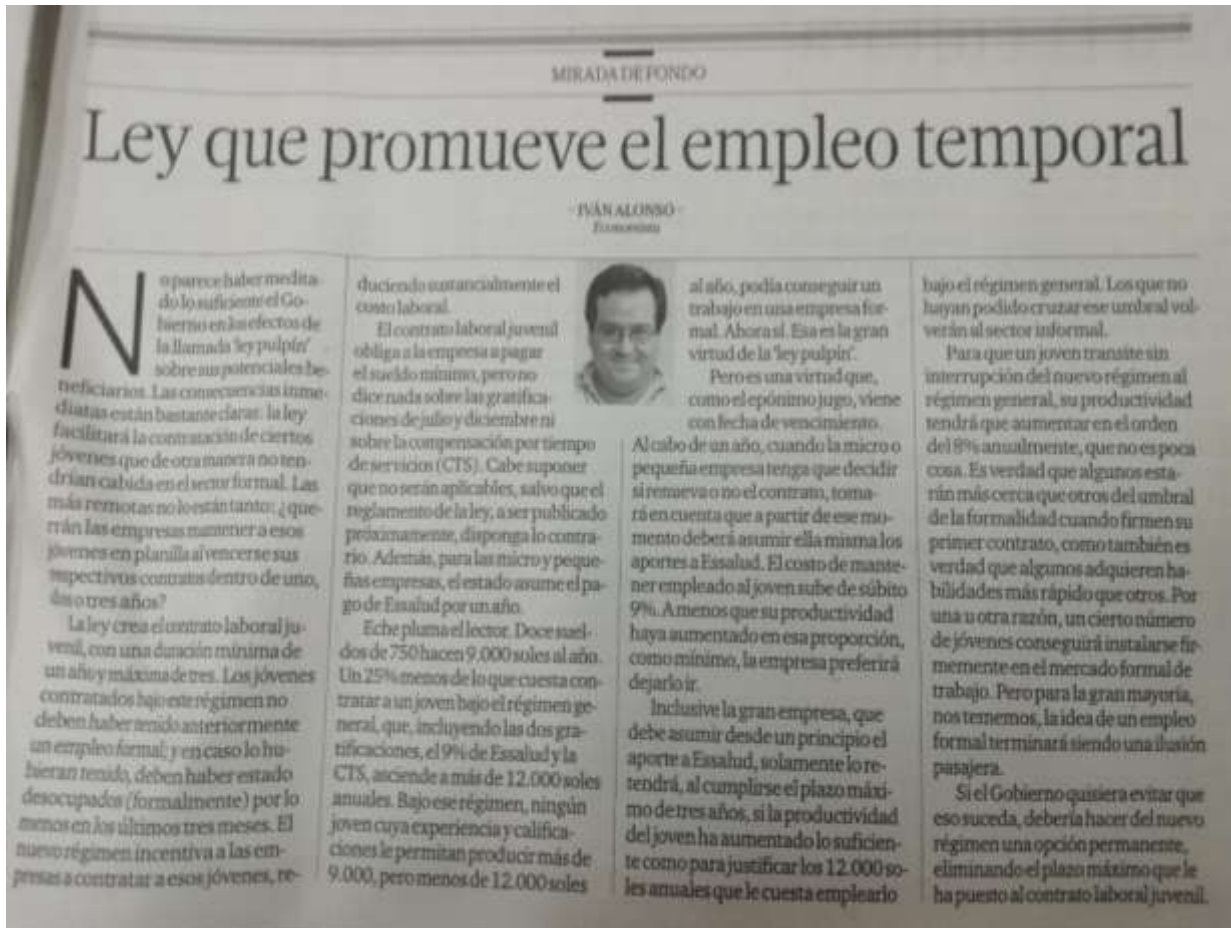 MIRADA DE FONDO
Ley que promueve el empleo temporal
- IVÁN ALONSO -
Economista
No parece haber medita-
do lo suficiente el Go-
bierno en los efectos de
la llamada ‘ley pulpín’
sobre sus potenciales be-
neficiarios. Las consecuencias inme-
diatas están bastante claras: la ley
facilitará la contratación de ciertos
jóvenes que de otra manera no ten-
drían cabida en el sector formal. Las
más remotas no lo están tanto: ¿que-
rrán las empresas mantener a esos
jóvenes en planilla al vencerse sus
respectivos contratos dentro de uno,
dos o tres años?
La ley crea el contrato laboral ju-
venil, con una duración mínima de
un año y máxima de tres. Los jóvenes
contratados bajo este régimen no
deben haber tenido anteriormente
un empleo formal; y en caso lo hu-
bieran tenido, deben haber estado
desocupados (formalmente) por lo
menos en los últimos tres meses. El
nuevo régimen incentiva a las em-
presas a contratar a esos jóvenes, re-
duciendo sustancialmente el
costo laboral.
El contrato laboral juvenil
obliga a la empresa a pagar
el sueldo mínimo, pero no
dice nada sobre las gratifica-
ciones de julio y diciembre ni
sobre la compensación por tiempo
de servicios (CTS). Cabe suponer
que no serán aplicables, salvo que el
reglamento de la ley, a ser publicado
próximamente, disponga lo contra-
rio. Además, para las micro y peque-
ñas empresas, el estado asume el pa-
go de Essalud por un año.
Eche pluma el lector. Doce suel-
dos de 750 hacen 9.000 soles al año.
Un 25% menos de lo que cuesta con-
tratar a un joven bajo el régimen ge-
neral, que, incluyendo las dos gra-
tificaciones, el 9% de Essalud y la
CTS, asciende a más de 12.000 soles
anuales. Bajo ese régimen, ningún
joven cuya experiencia y califica-
ciones le permitan producir más de
9.000, pero menos de 12.000 soles
al año, podía conseguir un
trabajo en una empresa for-
mal. Ahora sí. Esa es la gran
virtud de la ‘ley pulpín’.
Pero es una virtud que,
como el epónimo jugo, viene
con fecha de vencimiento.
Al cabo de un año, cuando la micro o
pequeña empresa tenga que decidir
si renueva o no el contrato, toma-
rá en cuenta que a partir de ese mo-
mento deberá asumir ella misma los
aportes a Essalud. El costo de mante-
ner empleado al joven sube de súbito
9%. A menos que su productividad
haya aumentado en esa proporción,
como mínimo, la empresa preferirá
dejarlo ir.
Inclusive la gran empresa, que
debe asumir desde un principio el
aporte a Essalud, solamente lo re-
tendrá, al cumplirse el plazo máxi-
mo de tres años, si la productividad
del joven ha aumentado lo suficien-
te como para justificar los 12.000 so-
les anuales que le cuesta emplearlo
bajo el régimen general. Los que no
hayan podido cruzar ese umbral vol-
verán al sector informal.
Para que un joven transite sin
interrupción del nuevo régimen al
régimen general, su productividad
tendrá que aumentar en el orden
del 8% anualmente, que no es poca
cosa. Es verdad que algunos esta-
rán más cerca que otros del umbral
de la formalidad cuando firmen su
primer contrato, como también es
verdad que algunos adquieren ha-
bilidades más rápido que otros. Por
una u otra razón, un cierto número
de jóvenes conseguirá instalarse fir-
memente en el mercado formal de
trabajo. Pero para la gran mayoría,
nos tememos, la idea de un empleo
formal terminará siendo una ilusión
pasajera.
Si el Gobierno quisiera evitar que
eso suceda, debería hacer del nuevo
régimen una opción permanente,
eliminando el plazo máximo que le
ha puesto al contrato laboral juvenil.